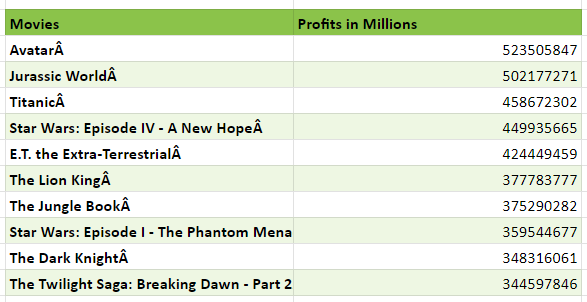 Movies Profits in Millions
AvatarÂ 523505847
Jurassic WorldÂ 502177271
TitanicÂ 458672302
Star Wars: Episode IV - A New HopeÂ 449935665
E.T. the Extra-TerrestrialÂ 424449459
The Lion KingÂ 377783777
The Jungle BookÂ 375290282
Star Wars: Episode I - The Phantom Mena 359544677
The Dark KnightÂ 348316061
The Twilight Saga: Breaking Dawn - Part 2 344597846